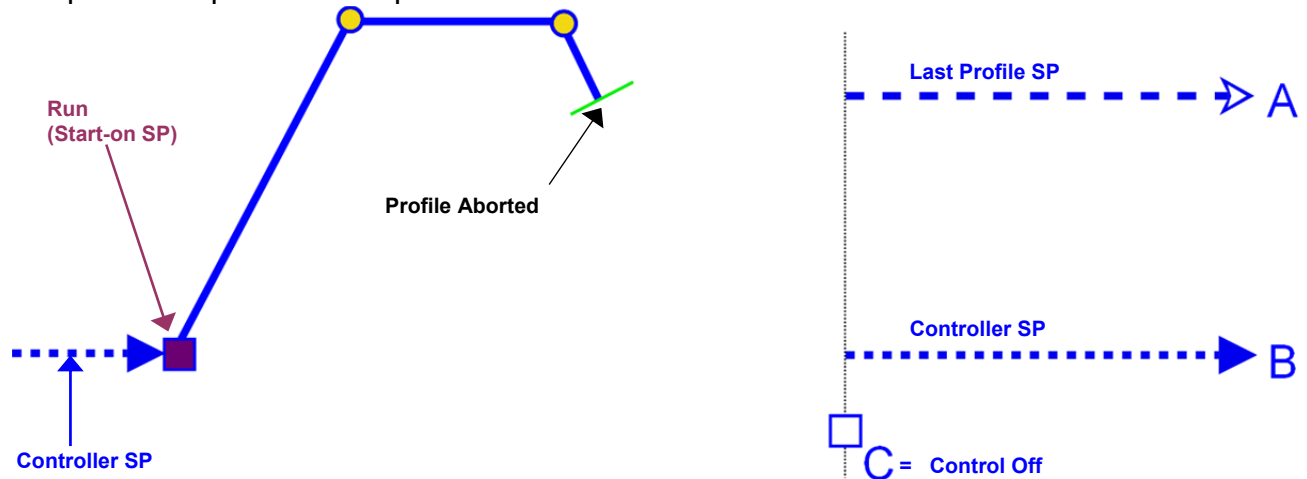 Run
(Start-on SP)
Profile Aborted
Controller SP
Last Profile SP
A
Controller SP
B
C = Control Off